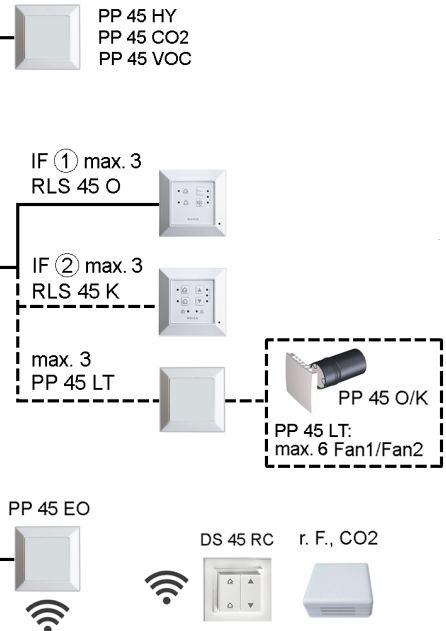 PP 45 HY
PP 45 CO2
PP 45 VOC
IF ① max. 3
RLS 45 O
IF ② max. 3
RLS 45 K
max. 3
PP 45 LT
PP 45 O/K
PP 45 LT:
max. 6 Fan1/Fan2
PP 45 EO
DS 45 RC
r. F., CO2